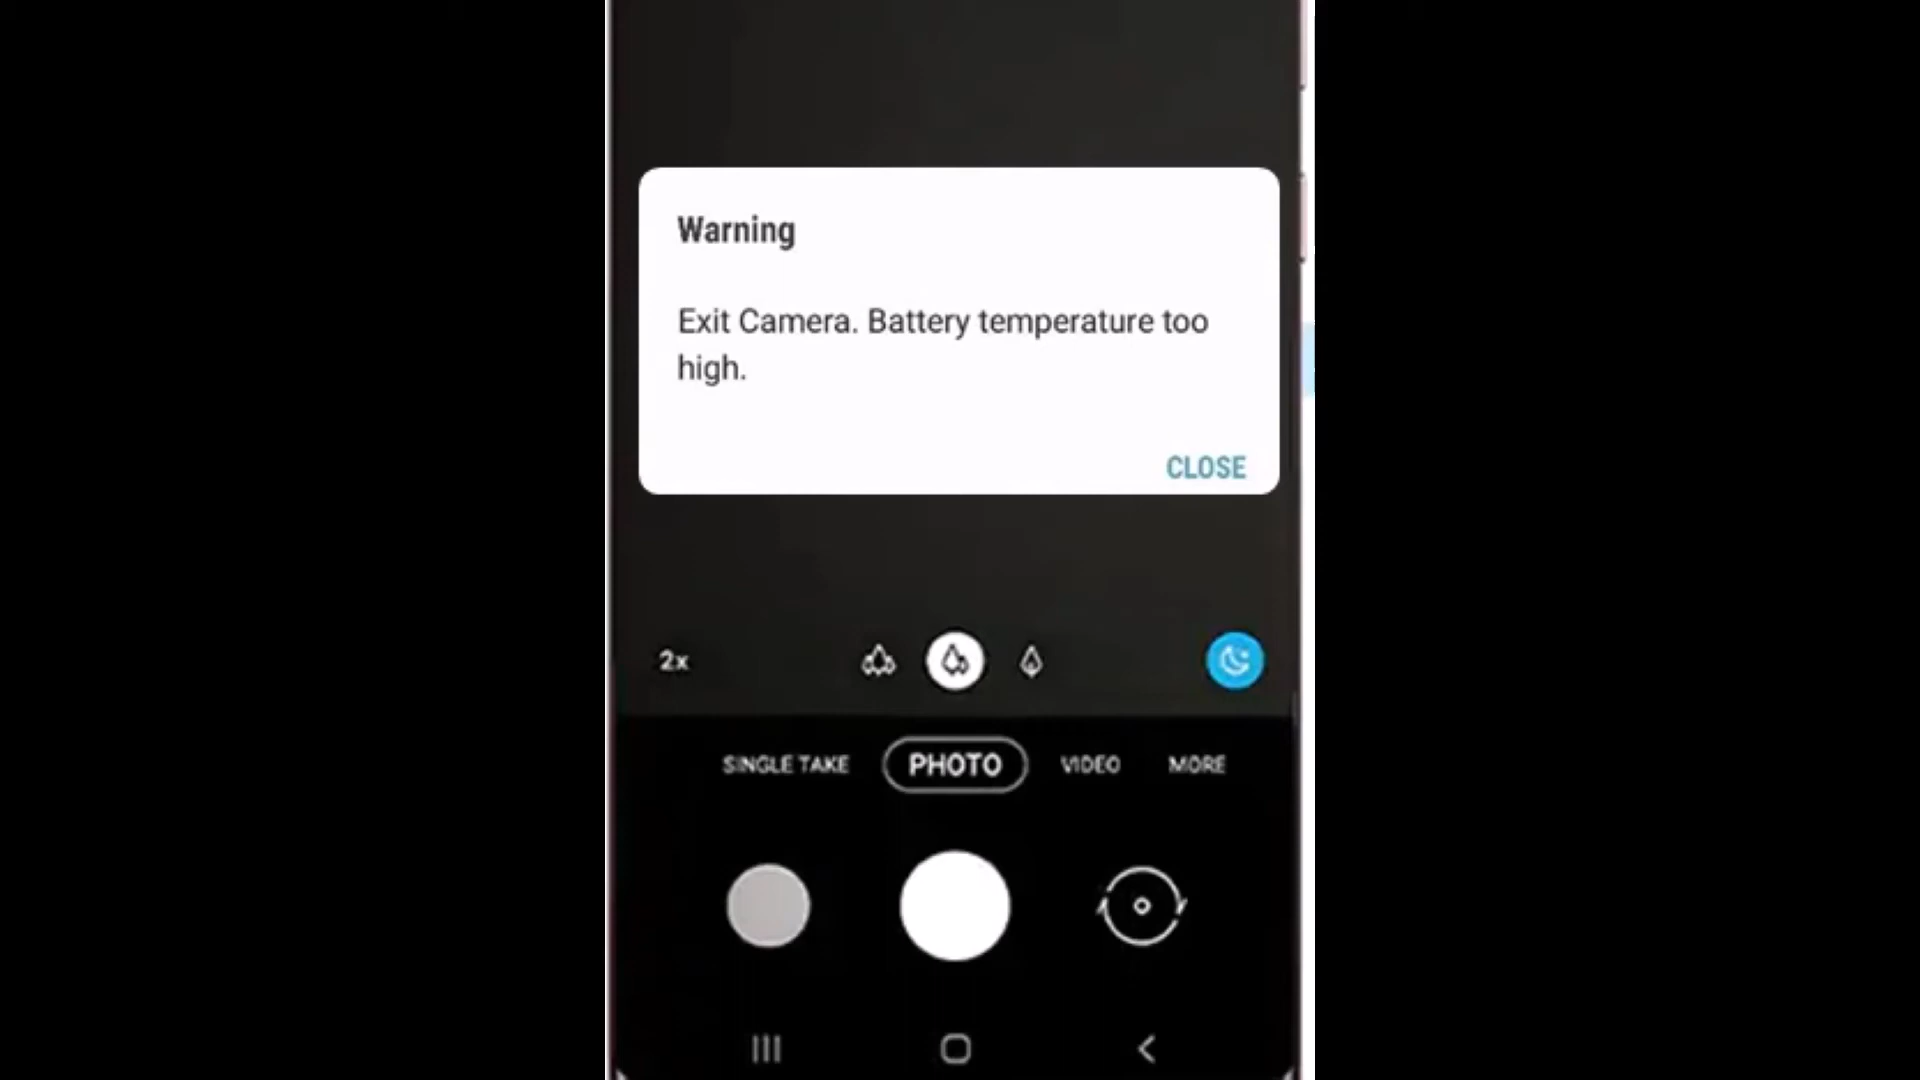 Warning
Exit Camera. Battery temperature too
high.
CLOSE
2x
SINGLE TAKE PHOTO VIDEO MORE